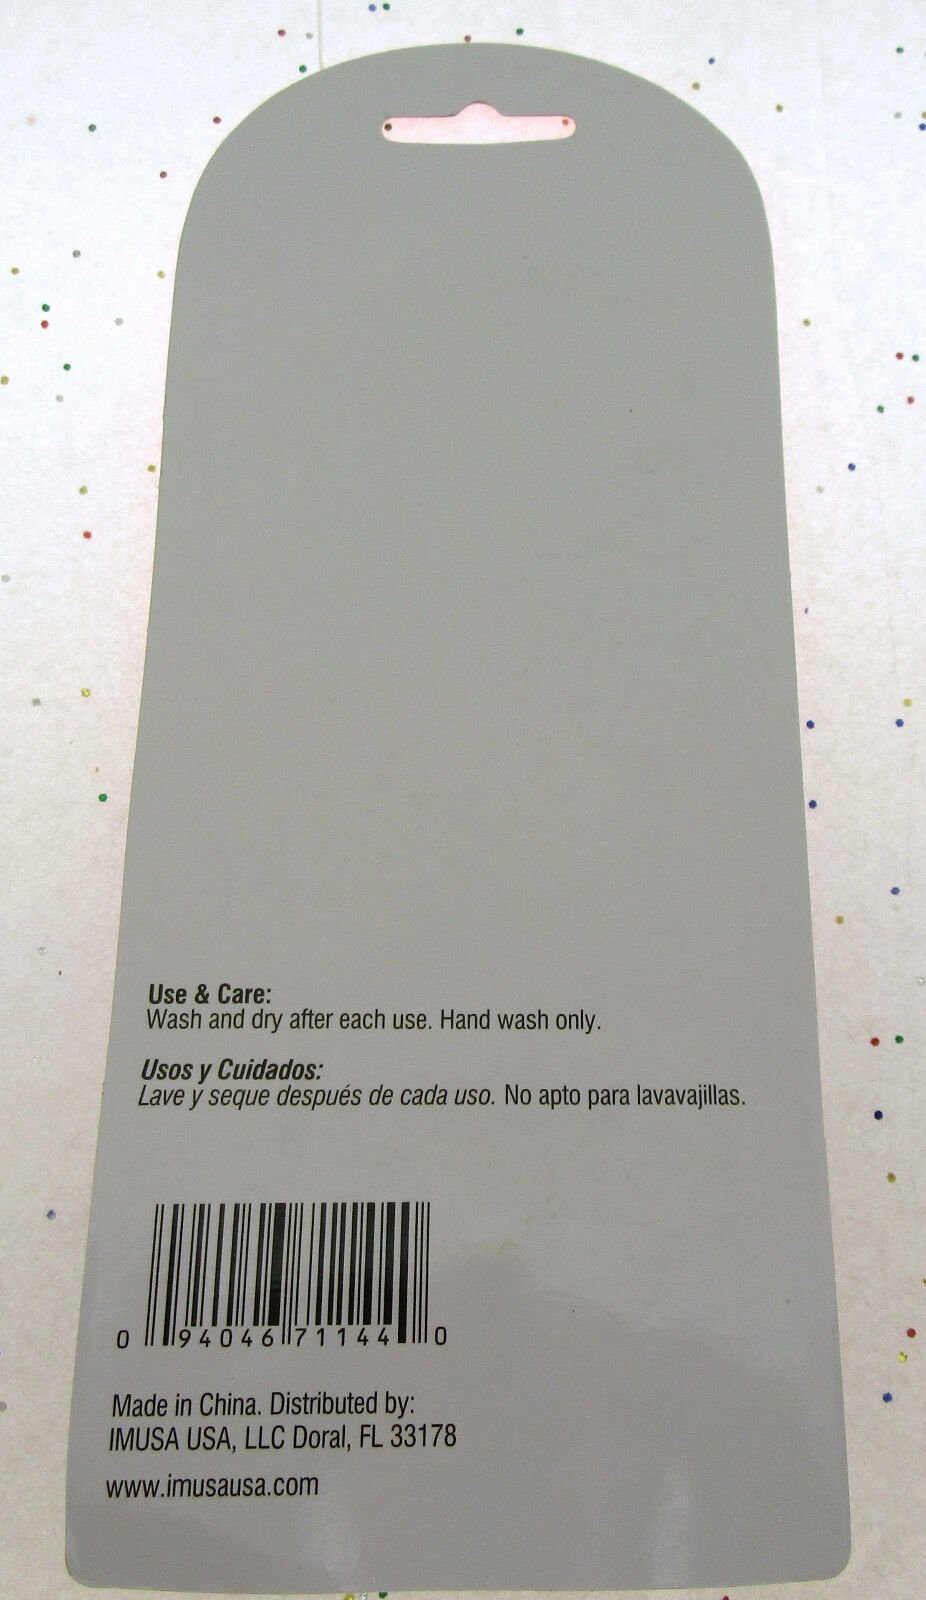 Use & Care:
Wash and dry after each use. Hand wash only.
Usos y Cuidados:
Lave y seque después de cada uso. No apto para lavavajillas.
0 94046 71144 0
Made in China. Distributed by:
IMUSA USA, LLC Doral, FL 33178
www.imusausa.com